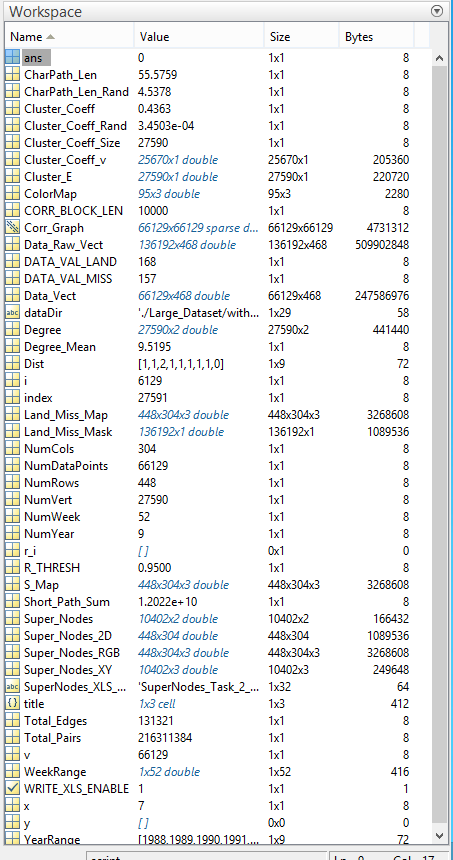 Workspace
Name Value Size Bytes
ans 0 1x1 8
CharPath_Len 55.5759 1x1 8
CharPath_Len_Rand 4.5378 1x1 8
Cluster_Coeff 0.4363 1x1 8
Cluster_Coeff_Rand 3.4503e-04 1x1 8
Cluster_Coeff_Size 27590 1x1 8
Cluster_Coeff_v 25670x1 double 25670x1 205360
Cluster_E 27590x1 double 27590x1 220720
ColorMap 95x3 double 95x3 2280
CORR_BLOCK_LEN 10000 1x1 8
Corr_Graph 66129x66129 sparse d... 66129x66129 4731312
Data_Raw_Vect 136192x468 double 136192x468 509902848
DATA_VAL_LAND 168 1x1 8
DATA_VAL_MISS 157 1x1 8
Data_Vect 66129x468 double 66129x468 247586976
dataDir './Large_Dataset/with... 1x29 58
Degree 27590x2 double 27590x2 441440
Degree_Mean 9.5195 1x1 8
Dist [1,1,2,1,1,1,1,1,0] 1x9 72
i 6129 1x1 8
index 27591 1x1 8
Land_Miss_Map 448x304x3 double 448x304x3 3268608
Land_Miss_Mask 136192x1 double 136192x1 1089536
NumCols 304 1x1 8
NumDataPoints 66129 1x1 8
NumRows 448 1x1 8
NumVert 27590 1x1 8
NumWeek 52 1x1 8
NumYear 9 1x1 8
r_i [] 0x1 0
R_THRESH 0.9500 1x1 8
S_Map 448x304x3 double 448x304x3 3268608
Short_Path_Sum 1.2022e+10 1x1 8
Super_Nodes 10402x2 double 10402x2 166432
Super_Nodes_2D 448x304 double 448x304 1089536
Super_Nodes_RGB 448x304x3 double 448x304x3 3268608
Super_Nodes_XY 10402x3 double 10402x3 249648
SuperNodes_XLS_... 'SuperNodes_Task_2_... 1x32 64
title 1x3 cell 1x3 412
Total_Edges 131321 1x1 8
Total_Pairs 216311384 1x1 8
v 66129 1x1 8
WeekRange 1x52 double 1x52 416
WRITE_XLS_ENABLE 1 1x1 1
x 7 1x1 8
y [] 0x0 0
YearRange [1988,1989,1990,1991,... 1x9 72